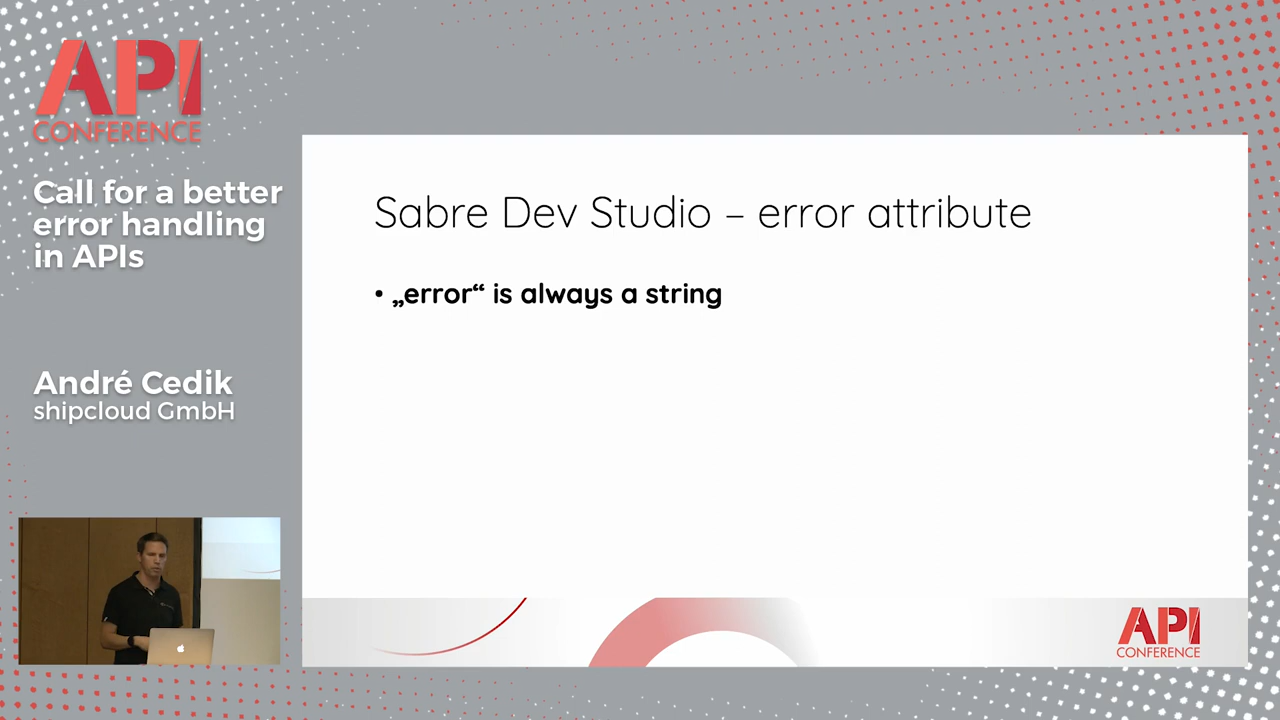 API
CONFERENCE
Call for a better
error handling
in APIs
André Cedik
shipcloud GmbH
Sabre Dev Studio – error attribute
• „error“ is always a string
API
CONFERENCE